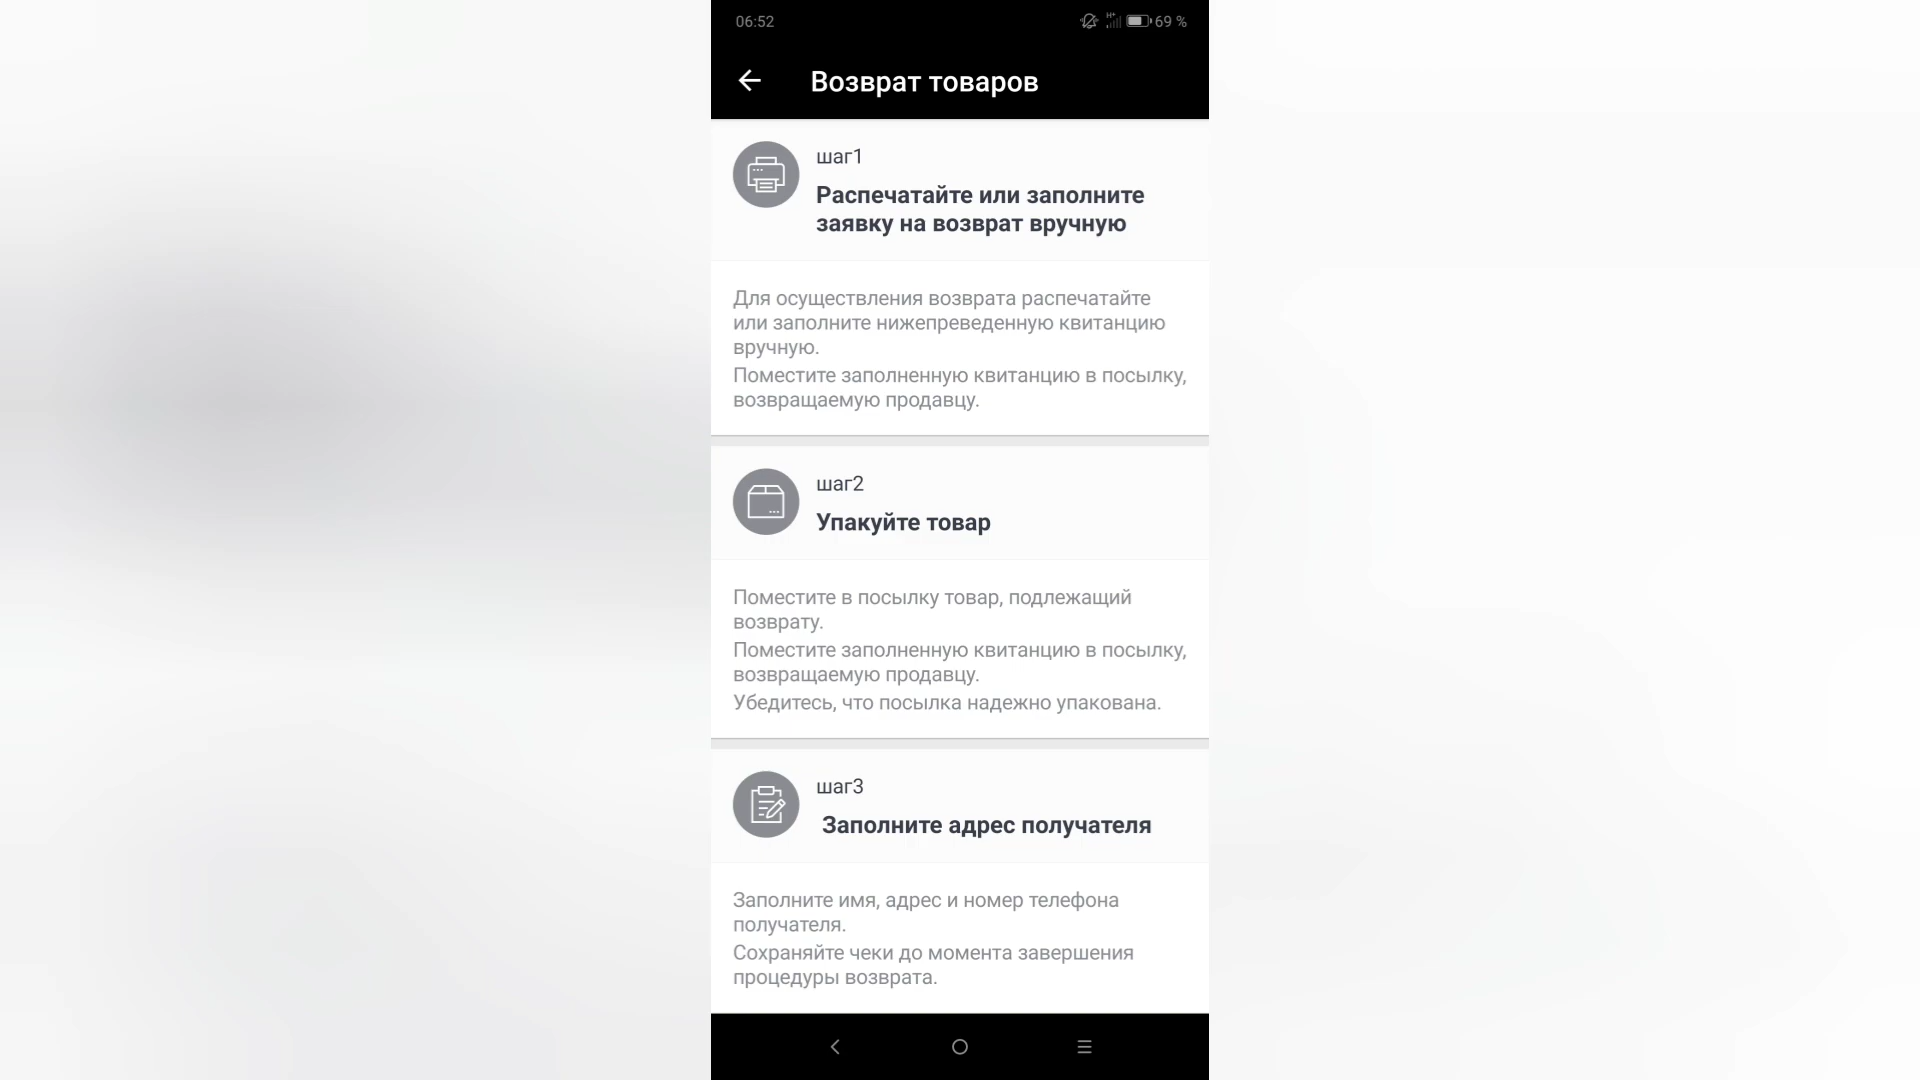 06:52
H+
69 %
Возврат товаров
шаг1
Распечатайте или заполните
заявку на возврат вручную
Для осуществления возврата распечатайте
или заполните нижепреведенную квитанцию
вручную.
Поместите заполненную квитанцию в посылку,
возвращаемую продавцу.
шаг2
Упакуйте товар
Поместите в посылку товар, подлежащий
возврату.
Поместите заполненную квитанцию в посылку,
возвращаемую продавцу.
Убедитесь, что посылка надежно упакована.
шаг3
Заполните адрес получателя
Заполните имя, адрес и номер телефона
получателя.
Сохраняйте чеки до момента завершения
процедуры возврата.